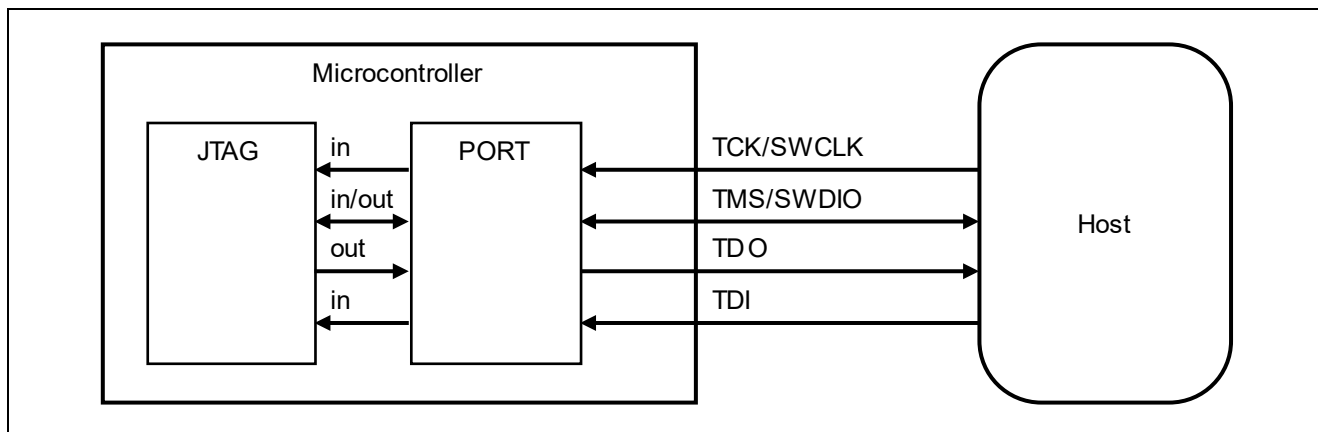 Microcontroller
JTAG
in
PORT
TCK/SWCLK
in/out
TMS/SWDIO
Host
out
TDO
in
TDI